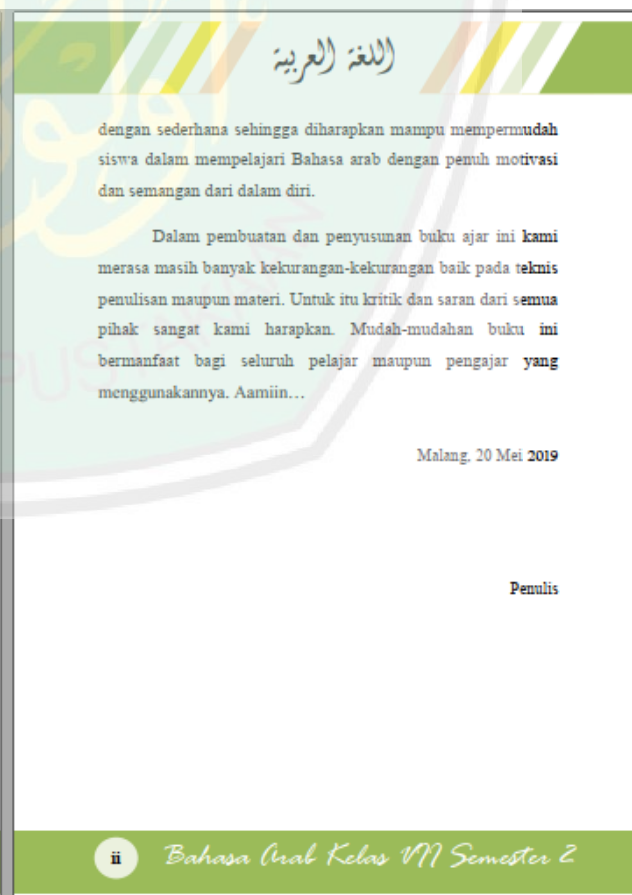 اللغة العربية
dengan sederhana sehingga diharapkan mampu mempermudah
siswa dalam mempelajari Bahasa arab dengan penuh motivasi
dan semangan dari dalam diri.
Dalam pembuatan dan penyusunan buku ajar ini kami
merasa masih banyak kekurangan-kekurangan baik pada teknis
penulisan maupun materi. Untuk itu kritik dan saran dari semua
pihak sangat kami harapkan. Mudah-mudahan buku ini
bermanfaat bagi seluruh pelajar maupun pengajar yang
menggunakannya. Aamiin…
Malang, 20 Mei 2019
Penulis
ii
Bahasa Arab Kelas VII Semester 2